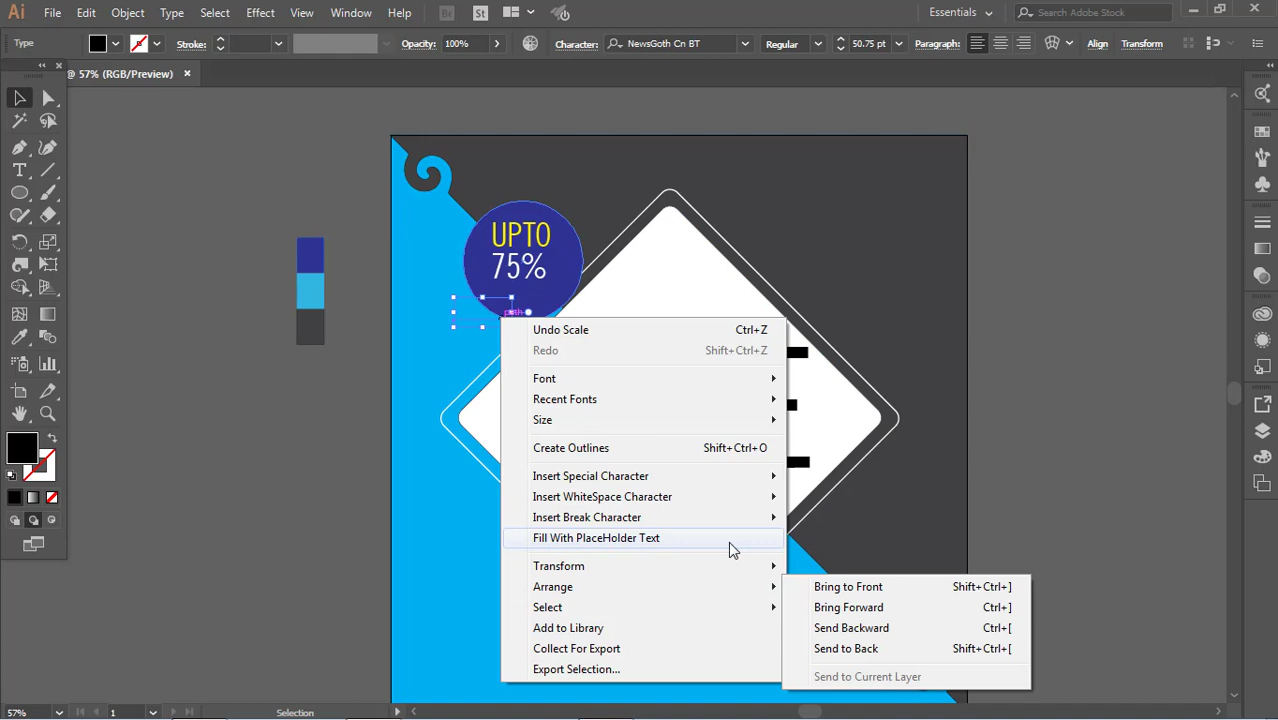 Ai File Edit Object Type Select Effect View Window Help Br St Essentials Search Adobe Stock
Type Stroke: Opacity: 100% Character: NewsGoth Cn BT Regular 50.75 pt Paragraph: Align Transform
@ 57% (RGB/Preview)
UPTO
75%
Undo Scale Ctrl+Z
Redo Shift+Ctrl+Z
Font
Recent Fonts
Size
Create Outlines Shift+Ctrl+O
Insert Special Character
Insert WhiteSpace Character
Insert Break Character
Fill With PlaceHolder Text
Transform
Arrange
Select
Add to Library
Collect For Export
Export Selection...
Bring to Front Shift+Ctrl+]
Bring Forward Ctrl+]
Send Backward Ctrl+[
Send to Back Shift+Ctrl+[
Send to Current Layer
57% 1 Selection